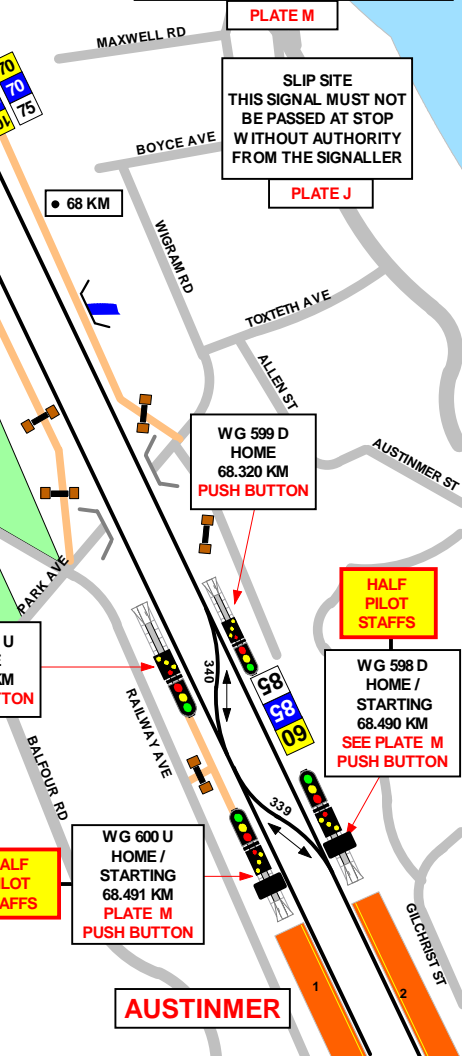 PLATE M
MAXWELL RD
70
70
75
SLIP SITE
THIS SIGNAL MUST NOT
BE PASSED AT STOP
WITHOUT AUTHORITY
FROM THE SIGNALLER
PLATE J
BOYCE AVE
68 KM
WIGRAM RD
TOXTETH AVE
ALLEN ST
AUSTINMER ST
WG 599 D
HOME
68.320 KM
PUSH BUTTON
PARK AVE
HALF
PILOT
STAFFS
U
KM
TTON
340
85
85
60
WG 598 D
HOME /
STARTING
68.490 KM
SEE PLATE M
PUSH BUTTON
RAILWAY AVE
BALFOUR RD
339
WG 600 U
HOME /
STARTING
68.491 KM
PLATE M
PUSH BUTTON
ALF
LOT
AFFS
GILCHRIST ST
1
2
AUSTINMER